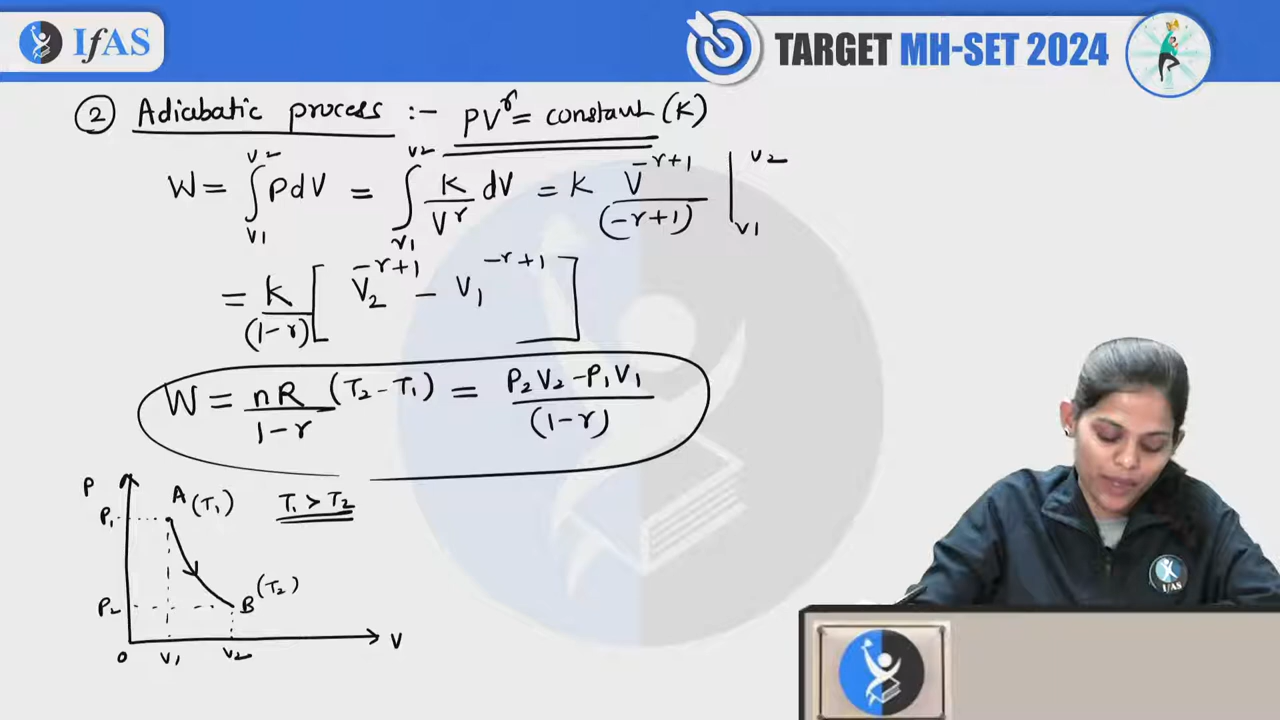 IfAS
TARGET MH-SET 2024
② Adiabatic process :- PV^γ = constant (K)
W = ∫_{V1}^{V2} PdV = ∫_{V1}^{V2} K/V^γ dV = K V^{-γ+1}/(-γ+1) |_{V1}^{V2}
= K/(1-γ) [ V2^{-γ+1} - V1^{-γ+1} ]
W = nR/(1-γ) (T2-T1) = P2V2-P1V1/(1-γ)
P
A (T1) T1 > T2
P1
B (T2)
P2
V
O V1 V2
IfAS